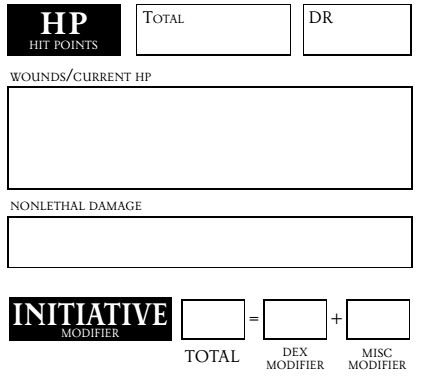 HP TOTAL DR
HIT POINTS
WOUNDS/CURRENT HP
NONLETHAL DAMAGE
INITIATIVE = +
MODIFIER
TOTAL DEX MISC
MODIFIER MODIFIER